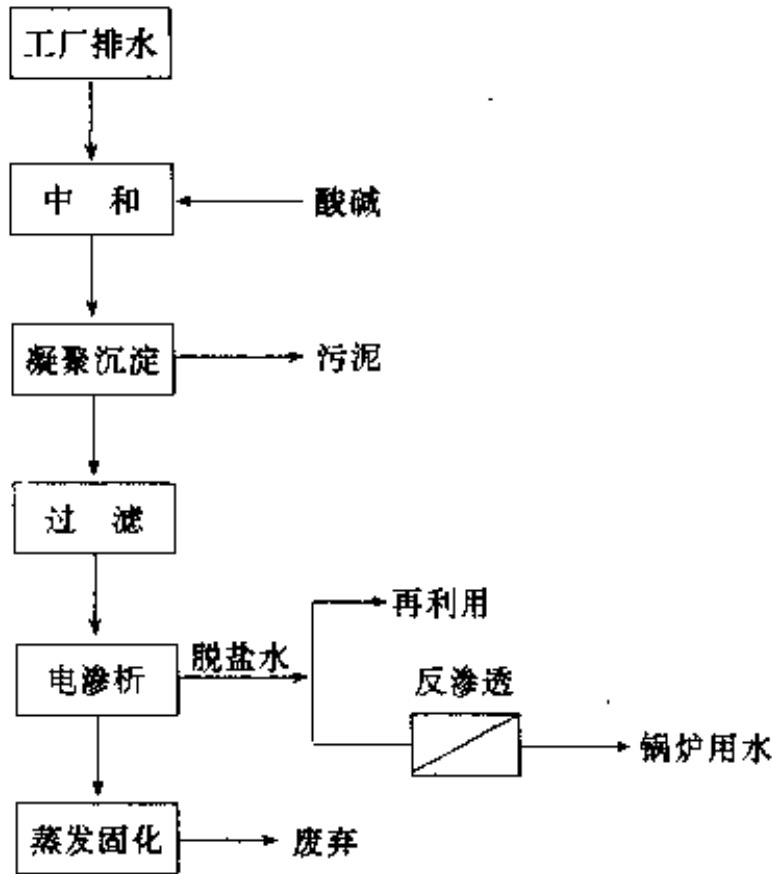 工厂排水
中 和
酸碱
凝聚沉淀
污泥
过 滤
再利用
电渗析
脱盐水
反渗透
锅炉用水
蒸发固化
废弃